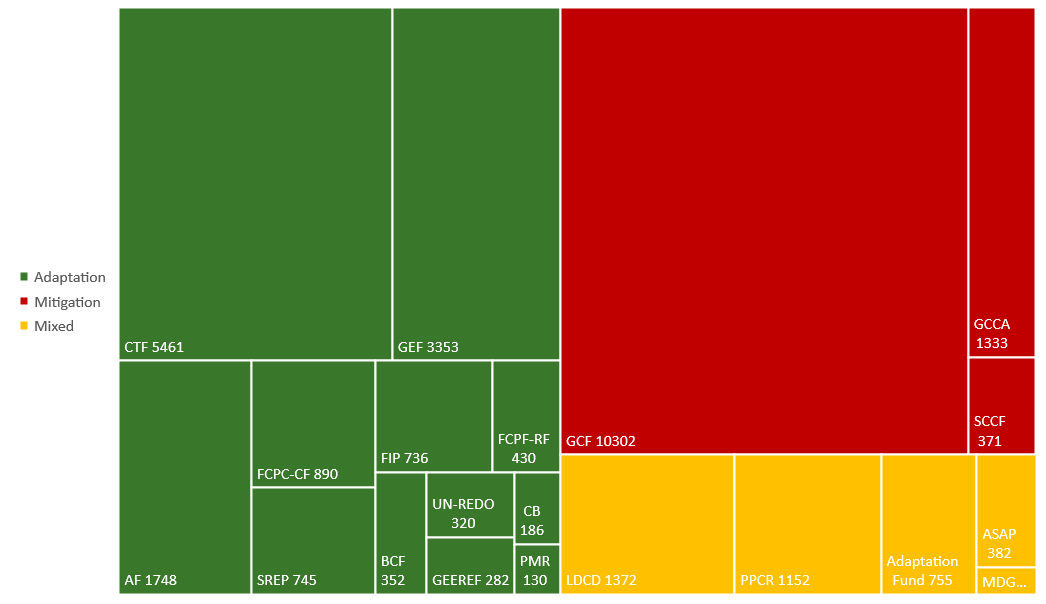 Adaptation
Mitigation
Mixed
CTF 5461
GEF 3353
AF 1748
FCPC-CF 890
SREP 745
FIP 736
FCPF-RF
430
BCF
352
UN-REDO
320
GEEREF 282
CB
186
PMR
130
GCF 10302
GCCA
1333
SCCF
371
LDCD 1372
PPCR 1152
Adaptation
Fund 755
ASAP
382
MDG...